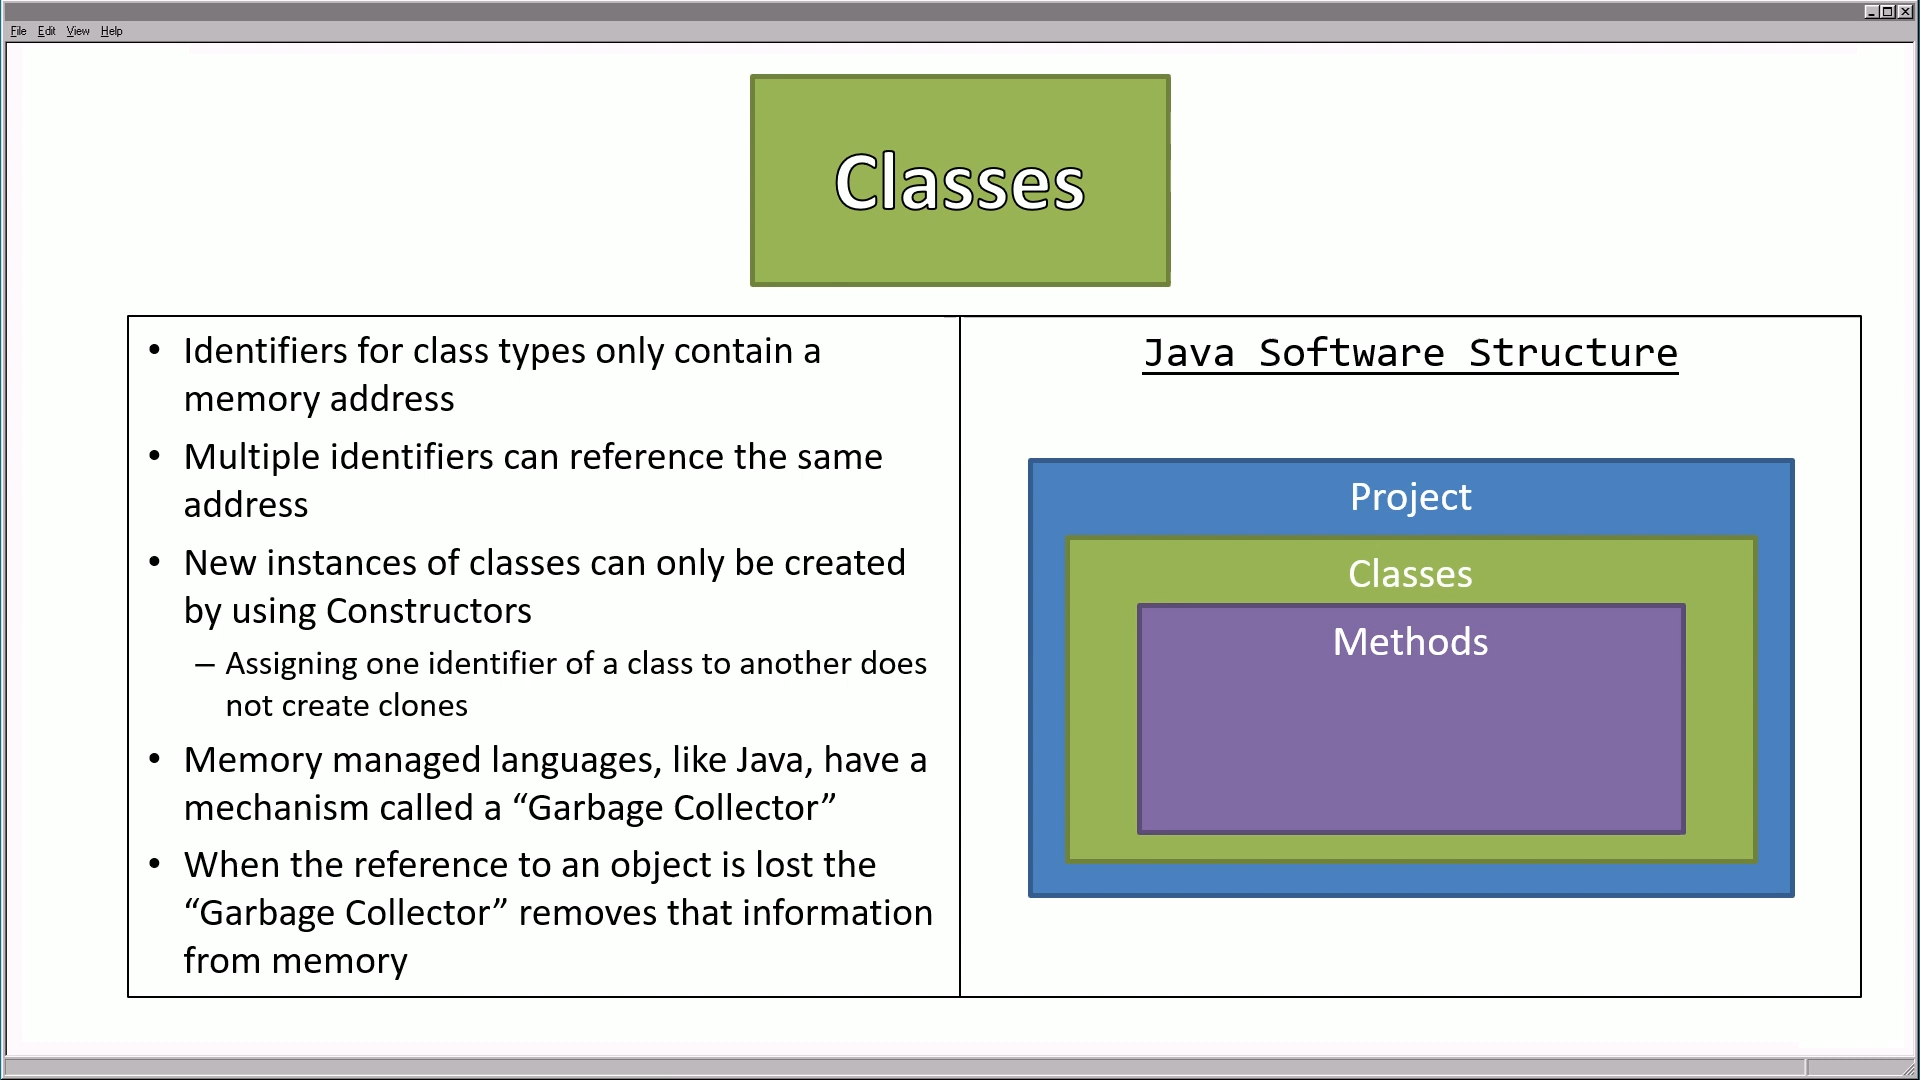 File Edit View Help
Classes
• Identifiers for class types only contain a
memory address
• Multiple identifiers can reference the same
address
• New instances of classes can only be created
by using Constructors
– Assigning one identifier of a class to another does
not create clones
• Memory managed languages, like Java, have a
mechanism called a “Garbage Collector”
• When the reference to an object is lost the
“Garbage Collector” removes that information
from memory
Java Software Structure
Project
Classes
Methods